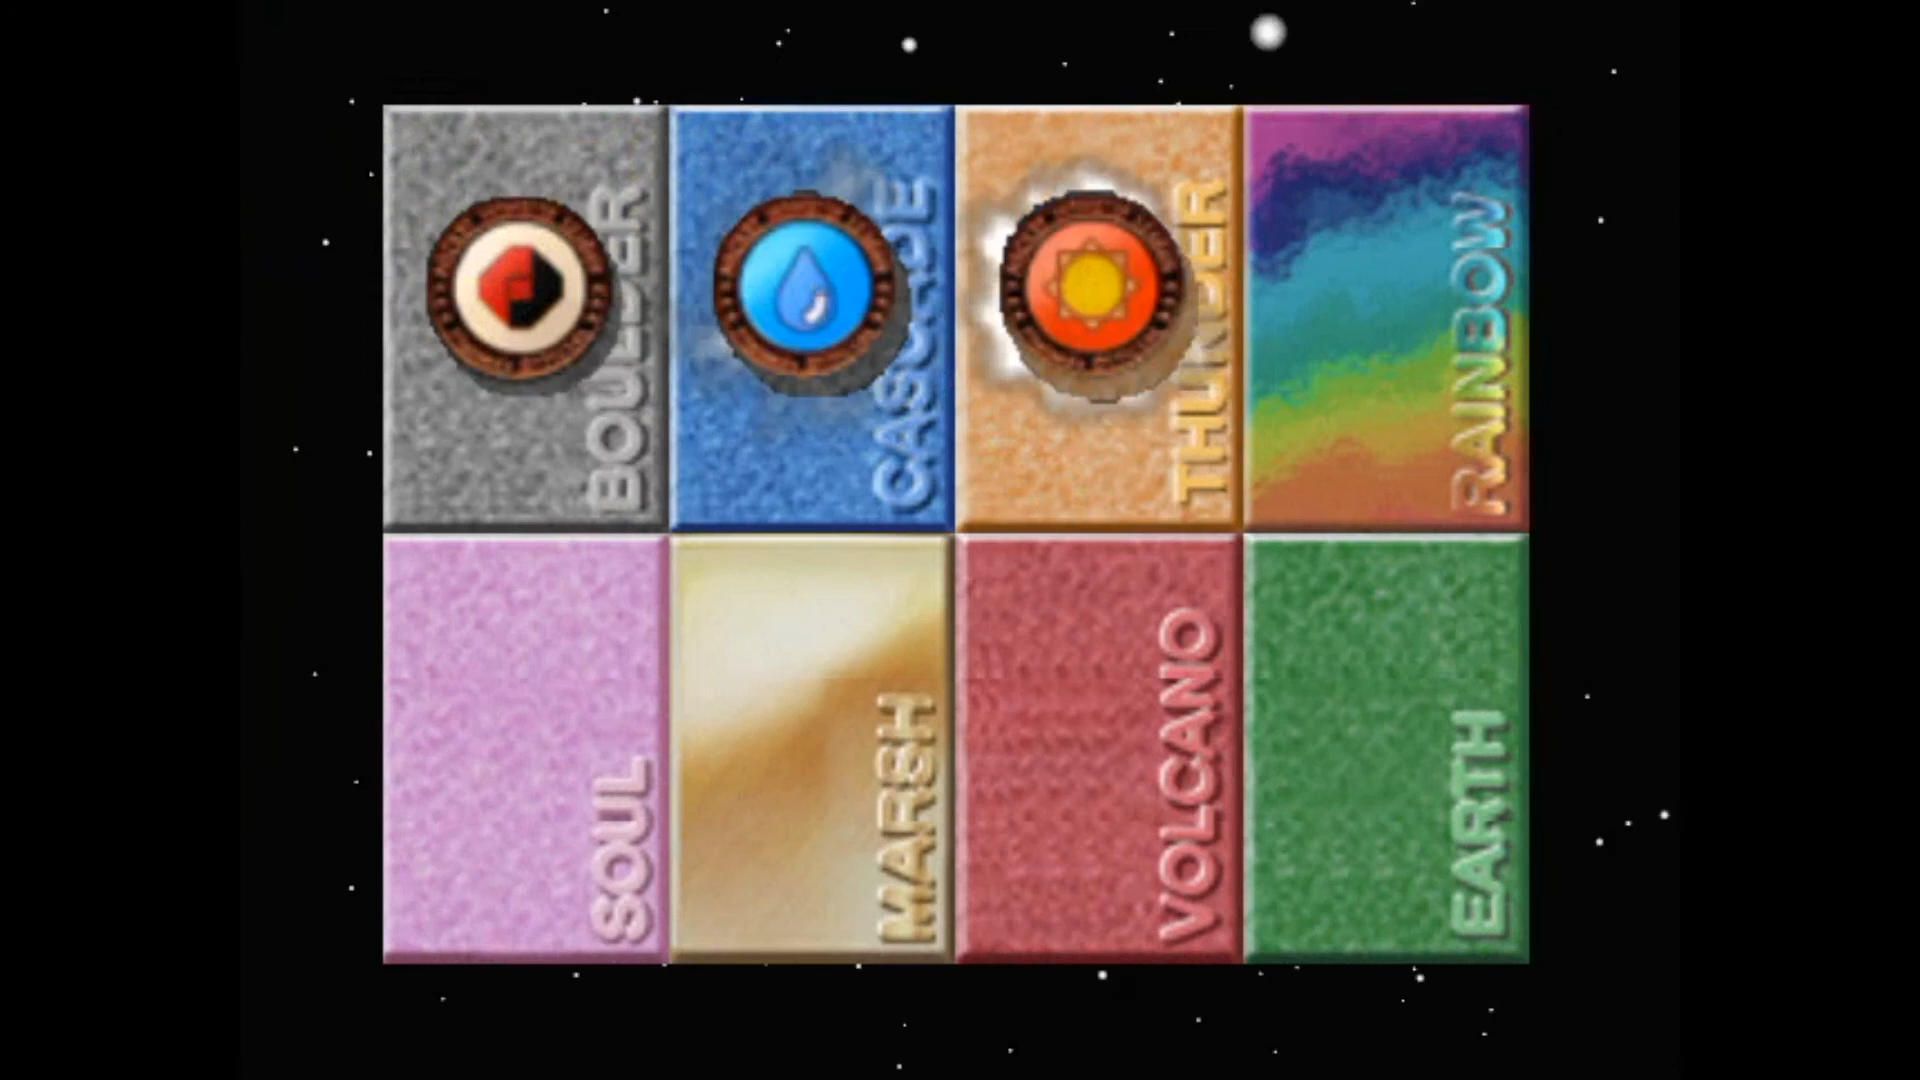 BOULDER
CASCADE
THUNDER
RAINBOW
SOUL
MARSH
VOLCANO
EARTH